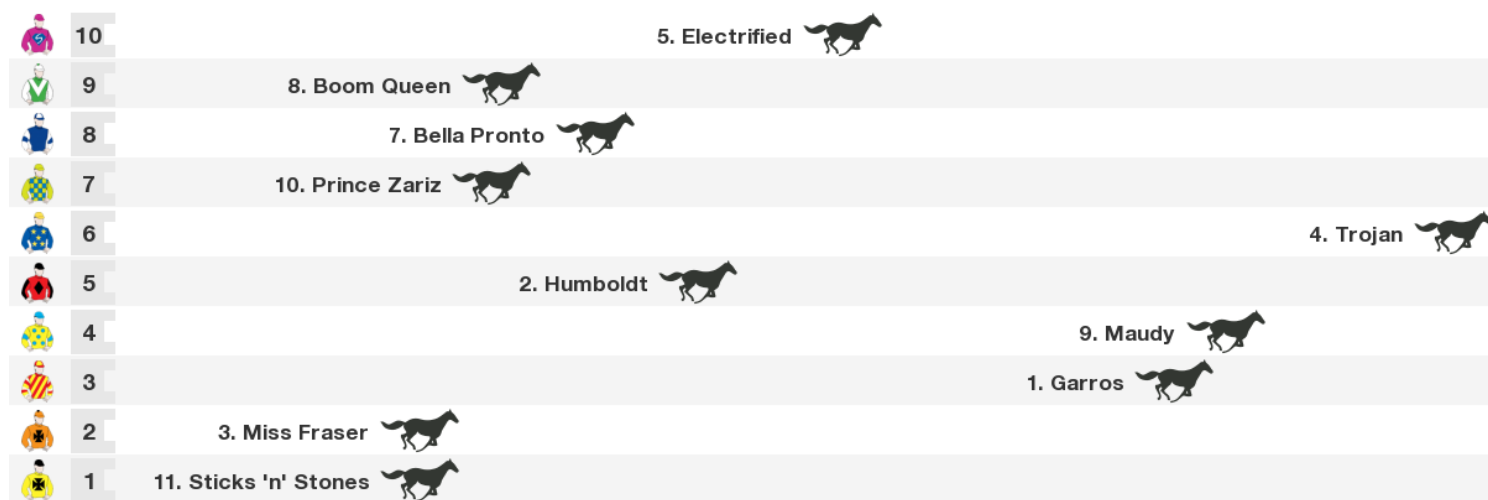 10 5. Electrified
9 8. Boom Queen
8 7. Bella Pronto
7 10. Prince Zariz
6 4. Trojan
5 2. Humboldt
4 9. Maudy
3 1. Garros
2 3. Miss Fraser
1 11. Sticks 'n' Stones